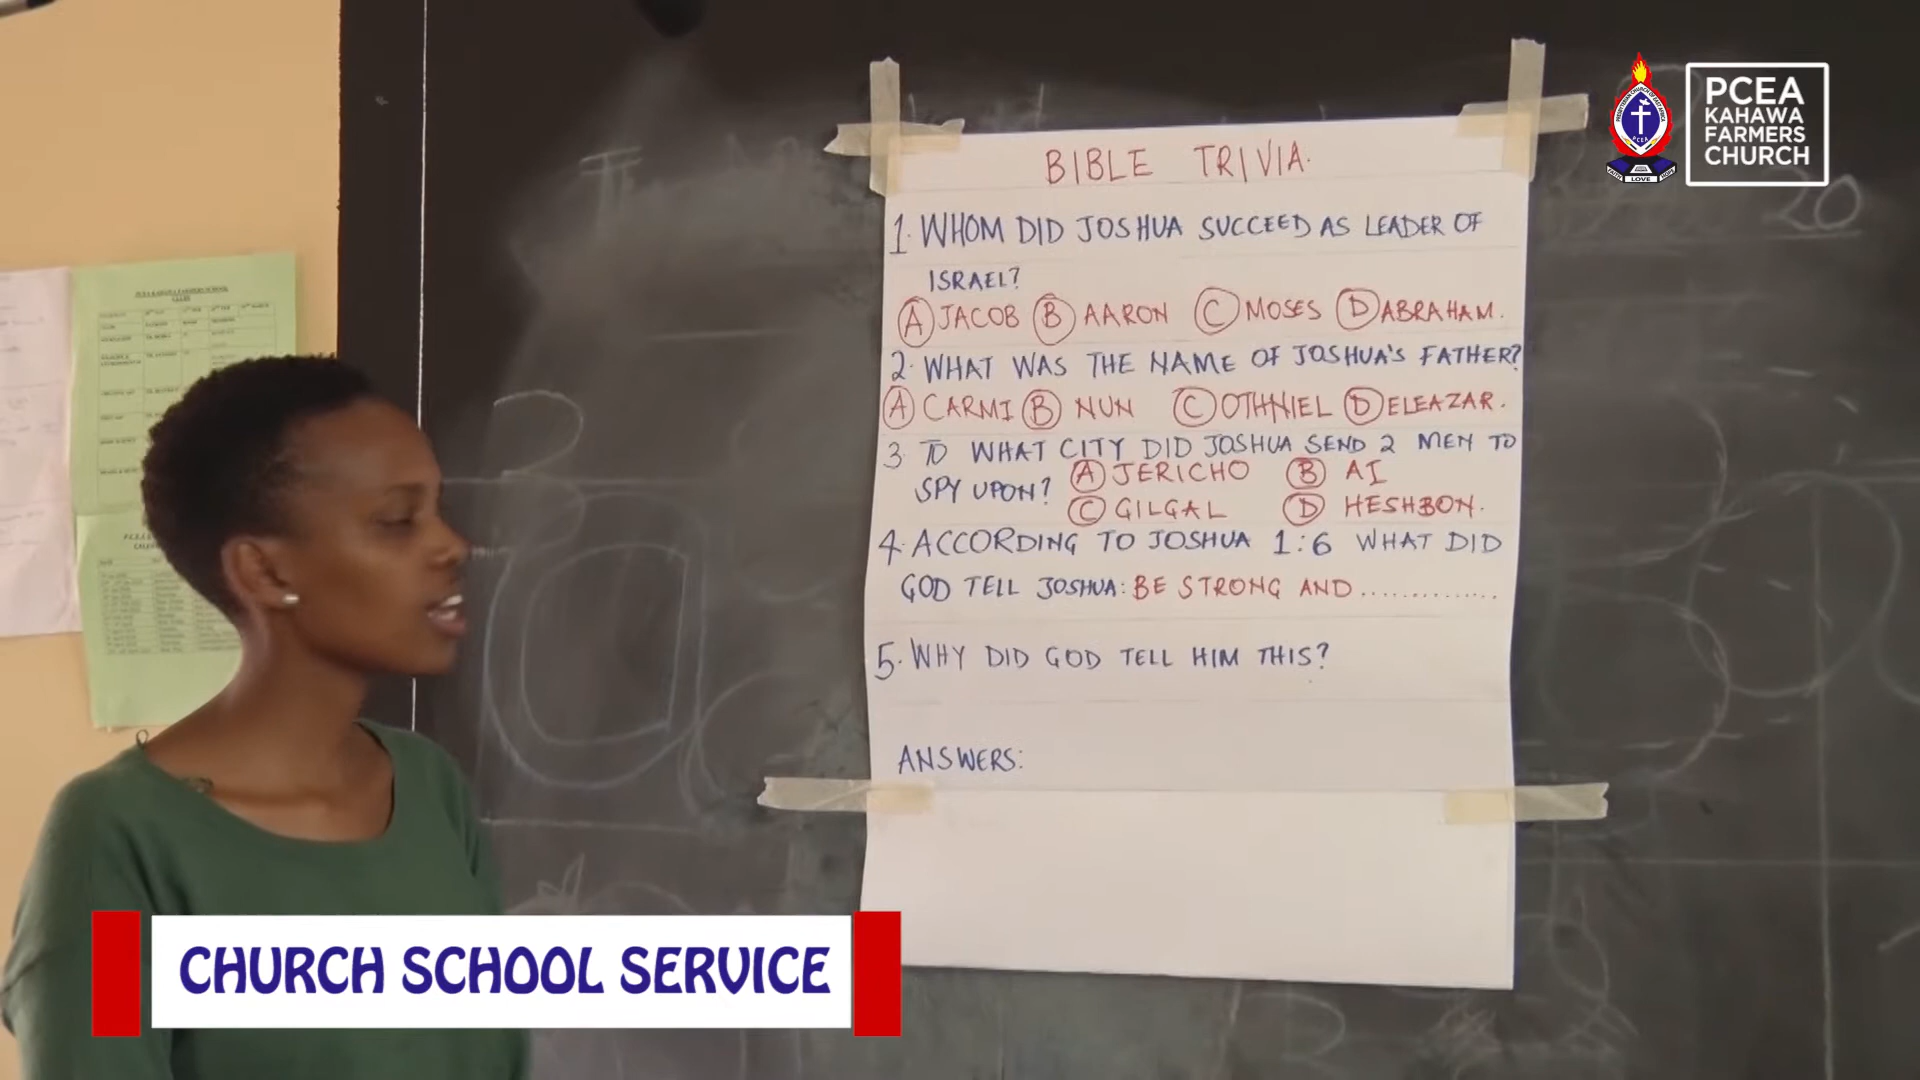 PCEA
KAHAWA
FARMERS
CHURCH
LOVE
BIBLE TRIVIA.
1. WHOM DID JOSHUA SUCCEED AS LEADER OF
ISRAEL?
A JACOB B AARON C MOSES D ABRAHAM.
2. WHAT WAS THE NAME OF JOSHUA'S FATHER?
A CARMI B NUN C OTHNIEL D ELEAZAR.
3 TO WHAT CITY DID JOSHUA SEND 2 MEN TO
SPY UPON? A JERICHO B AI
C GILGAL D HESHBON.
4. ACCORDING TO JOSHUA 1:6 WHAT DID
GOD TELL JOSHUA: BE STRONG AND ..............
5. WHY DID GOD TELL HIM THIS?
ANSWERS:
20
CHURCH SCHOOL SERVICE